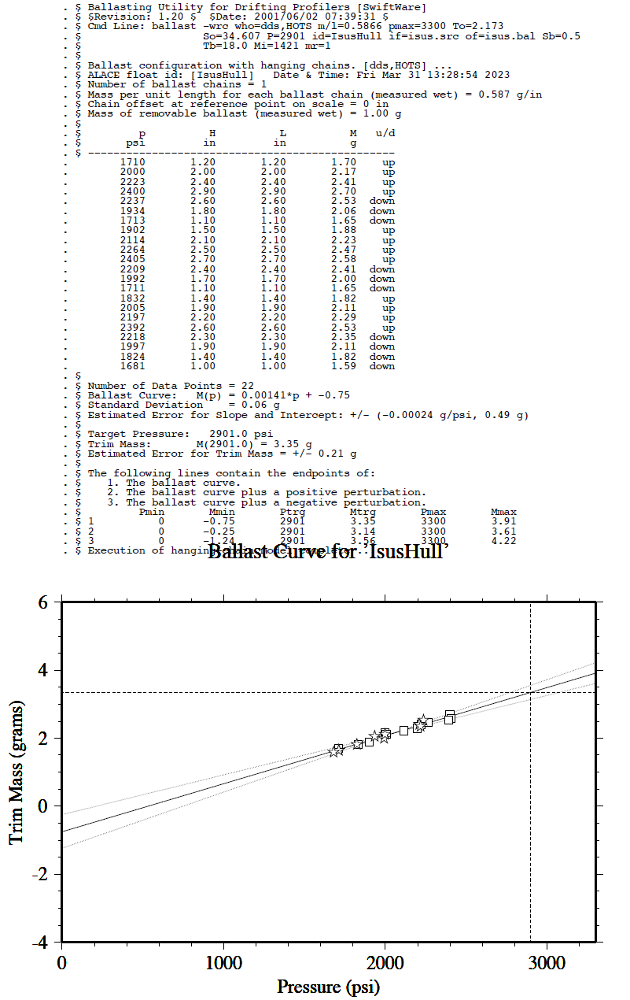 . $ Ballasting Utility for Drifting Profilers [SwiftWare]
. $ $Revision: 1.20 $  $Date: 2001/06/02 07:39:31 $
. $ Cmd Line: ballast -wrc who=dds,HOTS m/l=0.5866 pmax=3300 To=2.173
. $ So=34.607 P=2901 id=IsusHull if=isus.src of=isus.bal Sb=0.5
. $ Tb=18.0 Mi=1421 mr=1
. $
. $ Ballast configuration with hanging chains. [dds,HOTS] ...
. $ ALACE float id: [IsusHull]   Date & Time: Fri Mar 31 13:28:54 2023
. $ Number of ballast chains = 1
. $ Mass per unit length for each ballast chain (measured wet) = 0.587 g/in
. $ Chain offset at reference point on scale = 0 in
. $ Mass of removable ballast (measured wet) = 1.00 g
. $
. $ p H L M u/d
. $ psi in in g
. $ ------------------------------------------------
. 1710 1.20 1.20 1.70 up
. 2000 2.00 2.00 2.17 up
. 2223 2.40 2.40 2.41 up
. 2400 2.90 2.90 2.70 up
. 2237 2.60 2.60 2.53 down
. 1934 1.80 1.80 2.06 down
. 1713 1.10 1.10 1.65 down
. 1902 1.50 1.50 1.88 up
. 2114 2.10 2.10 2.23 up
. 2264 2.50 2.50 2.47 up
. 2405 2.70 2.70 2.58 up
. 2209 2.40 2.40 2.41 down
. 1992 1.70 1.70 2.00 down
. 1711 1.10 1.10 1.65 down
. 1832 1.40 1.40 1.82 up
. 2005 1.90 1.90 2.11 up
. 2197 2.20 2.20 2.29 up
. 2392 2.60 2.60 2.53 up
. 2218 2.30 2.30 2.35 down
. 1997 1.90 1.90 2.11 down
. 1824 1.40 1.40 1.82 down
. 1681 1.00 1.00 1.59 down
. $
. $ Number of Data Points = 22
. $ Ballast Curve:   M(p) = 0.00141*p + -0.75
. $ Standard Deviation    = 0.06 g
. $ Estimated Error for Slope and Intercept: +/- (-0.00024 g/psi, 0.49 g)
. $
. $ Target Pressure:   2901.0 psi
. $ Trim Mass:       M(2901.0) = 3.35 g
. $ Estimated Error for Trim Mass = +/- 0.21 g
. $
. $ The following lines contain the endpoints of:
. $    1. The ballast curve.
. $    2. The ballast curve plus a positive perturbation.
. $    3. The ballast curve plus a negative perturbation.
. $ Pmin Mmin Ptrg Mtrg Pmax Mmax
. $ 1 0 -0.75 2901 3.35 3300 3.91
. $ 2 0 -0.25 2901 3.14 3300 3.61
. $ 3 0 -1.24 2901 3.56 3300 4.22
. $ Execution of hanging chain model complete...
Ballast Curve for 'IsusHull'
6
4
2
0
-2
-4
Trim Mass (grams)
0 1000 2000 3000
Pressure (psi)